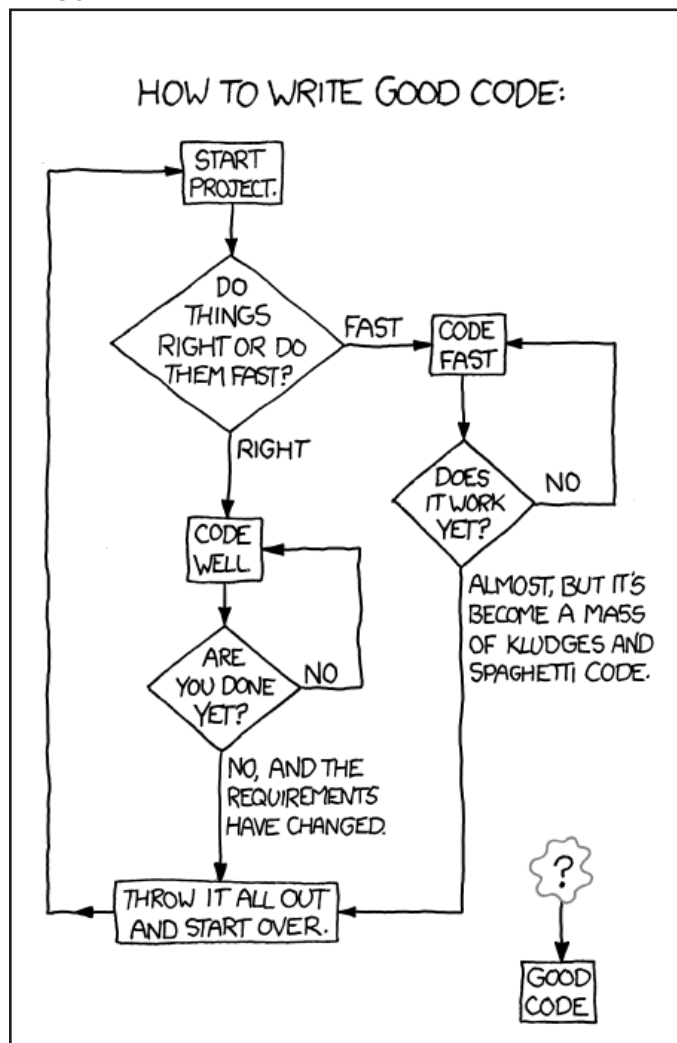 HOW TO WRITE GOOD CODE:
START
PROJECT.
DO
THINGS
RIGHT OR DO
THEM FAST?
FAST
CODE
FAST
RIGHT
DOES
IT WORK
YET?
NO
CODE
WELL.
ALMOST, BUT IT'S
BECOME A MASS
OF KLUDGES AND
SPAGHETTI CODE.
ARE
YOU DONE
YET?
NO
NO, AND THE
REQUIREMENTS
HAVE CHANGED.
THROW IT ALL OUT
AND START OVER.
?
GOOD
CODE